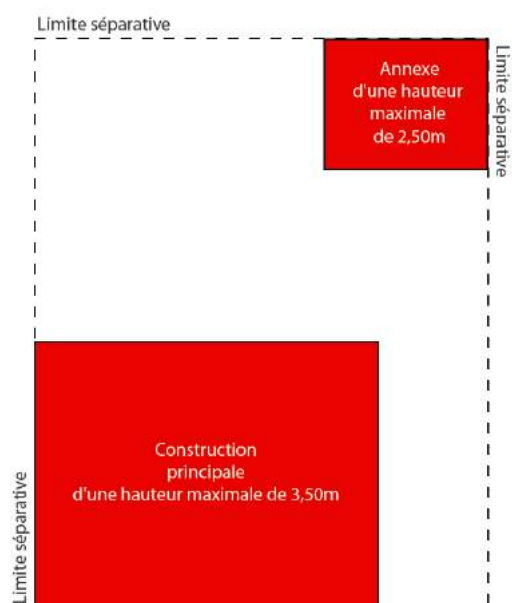 Limite séparative
Annexe
d'une hauteur
maximale
de 2,50m
Limite séparative
Construction
principale
d'une hauteur maximale de 3,50m
Limite séparative